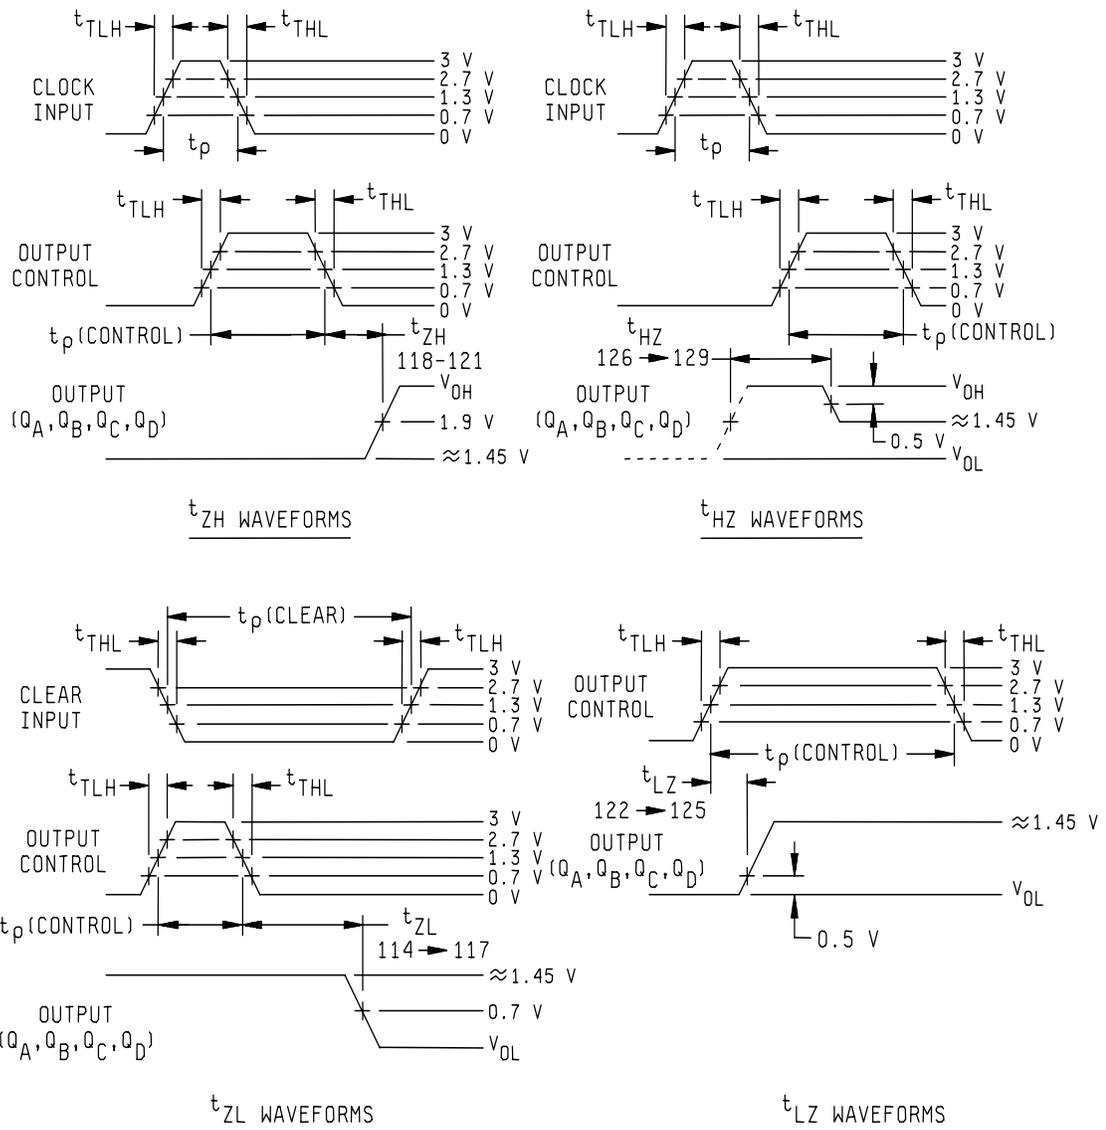 tTLH tTHL
CLOCK
INPUT
3 V
2.7 V
1.3 V
0.7 V
0 V
tp
tTLH tTHL
OUTPUT
CONTROL
3 V
2.7 V
1.3 V
0.7 V
0 V
tp(CONTROL) tZH
118-121
OUTPUT
(QA,QB,QC,QD)
VOH
1.9 V
≈1.45 V
tZH WAVEFORMS
tTLH tTHL
CLOCK
INPUT
3 V
2.7 V
1.3 V
0.7 V
0 V
tp
tTLH tTHL
OUTPUT
CONTROL
3 V
2.7 V
1.3 V
0.7 V
0 V
tHZ tp(CONTROL)
126 129
OUTPUT
(QA,QB,QC,QD)
VOH
≈1.45 V
0.5 V
VOL
tHZ WAVEFORMS
tp(CLEAR)
tTHL tTLH
CLEAR
INPUT
3 V
2.7 V
1.3 V
0.7 V
0 V
tTLH tTHL
OUTPUT
CONTROL
3 V
2.7 V
1.3 V
0.7 V
0 V
tp(CONTROL) tZL
114 117
≈1.45 V
OUTPUT
(QA,QB,QC,QD)
0.7 V
VOL
tZL WAVEFORMS
tTLH tTHL
OUTPUT
CONTROL
3 V
2.7 V
1.3 V
0.7 V
0 V
tp(CONTROL)
tLZ
122 125
OUTPUT
(QA,QB,QC,QD)
≈1.45 V
VOL
0.5 V
tLZ WAVEFORMS